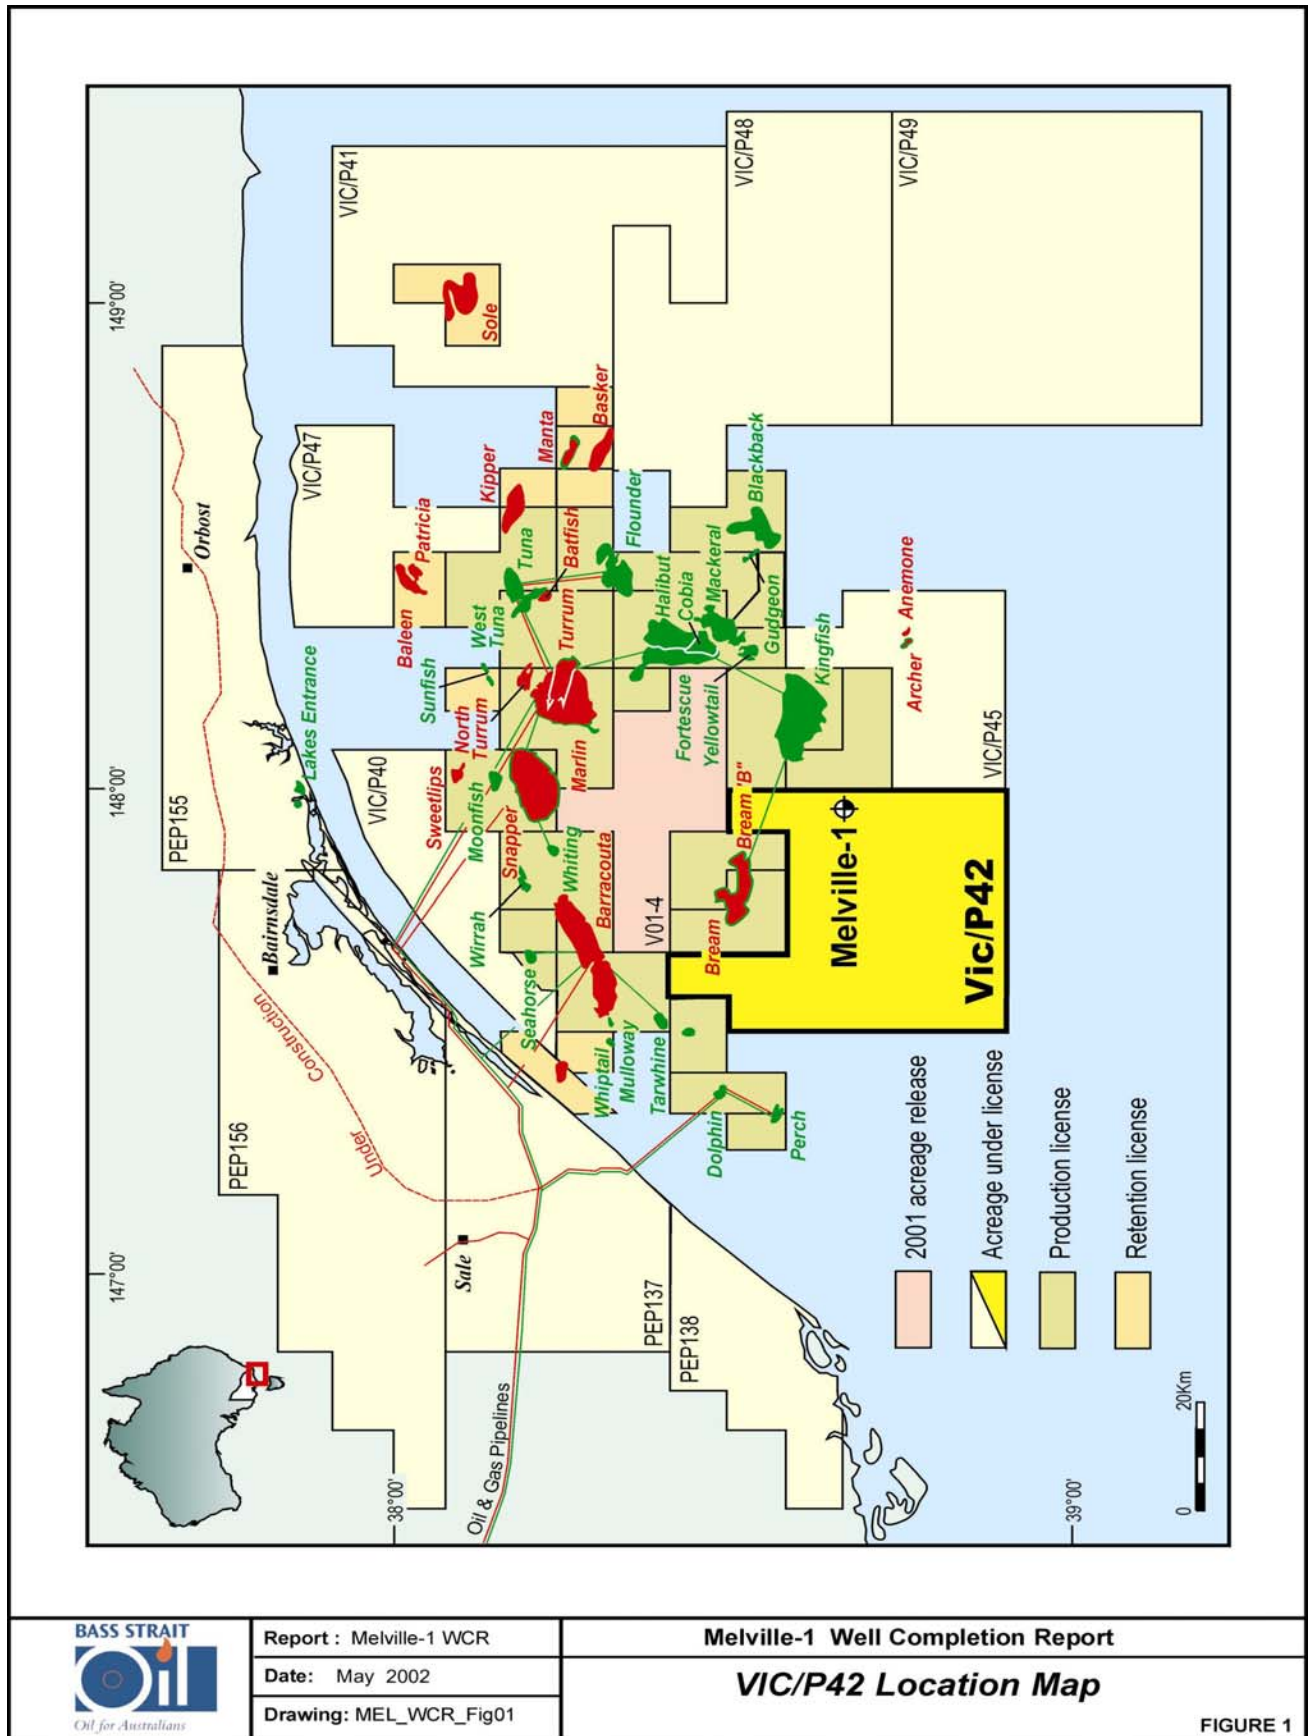 149°00'
148°00'
147°00'
38°00'
39°00'
VIC/P41
VIC/P48
VIC/P49
Sole
PEP155
Orbost
VIC/P47
Manta
Basker
Kipper
Patricia
Baleen
Tuna
Batfish
Flounder
Blackback
West
Tuna
Turrum
Halibut
Cobia
Mackeral
Gudgeon
Sunfish
North
Turrum
Marlin
Fortescue
Yellowtail
Kingfish
Archer
Anemone
VIC/P45
Lakes Entrance
VIC/P40
Sweetlips
Moonfish
Snapper
Whiting
Wirrah
Barracouta
V01-4
Bream
Bream "B"
Melville-1
Vic/P42
Bairnsdale
Seahorse
Whiptail
Mulloway
Tarwhine
Dolphin
Perch
Under
Construction
PEP156
Sale
PEP137
PEP138
Oil & Gas Pipelines
2001 acreage release
Acreage under license
Production license
Retention license
0
20Km
BASS STRAIT
Oil
Oil for Australians
Report : Melville-1 WCR
Date: May 2002
Drawing: MEL_WCR_Fig01
Melville-1 Well Completion Report
VIC/P42 Location Map
FIGURE 1